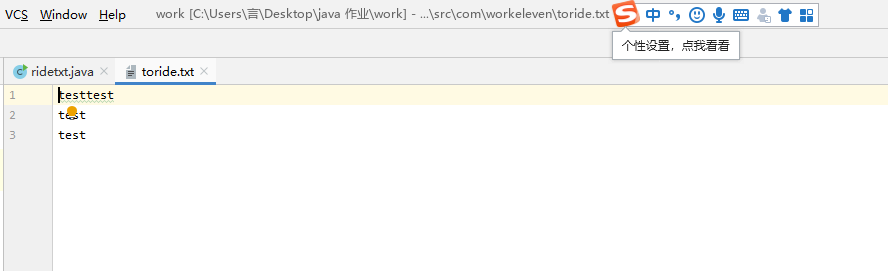 VCS Window Help work [C:\Users\言\Desktop\java 作业\work] - ...\src\com\workeleven\toride.txt S 中
个性设置，点我看看
ridetxt.java toride.txt
1 testtest
2 test
3 test